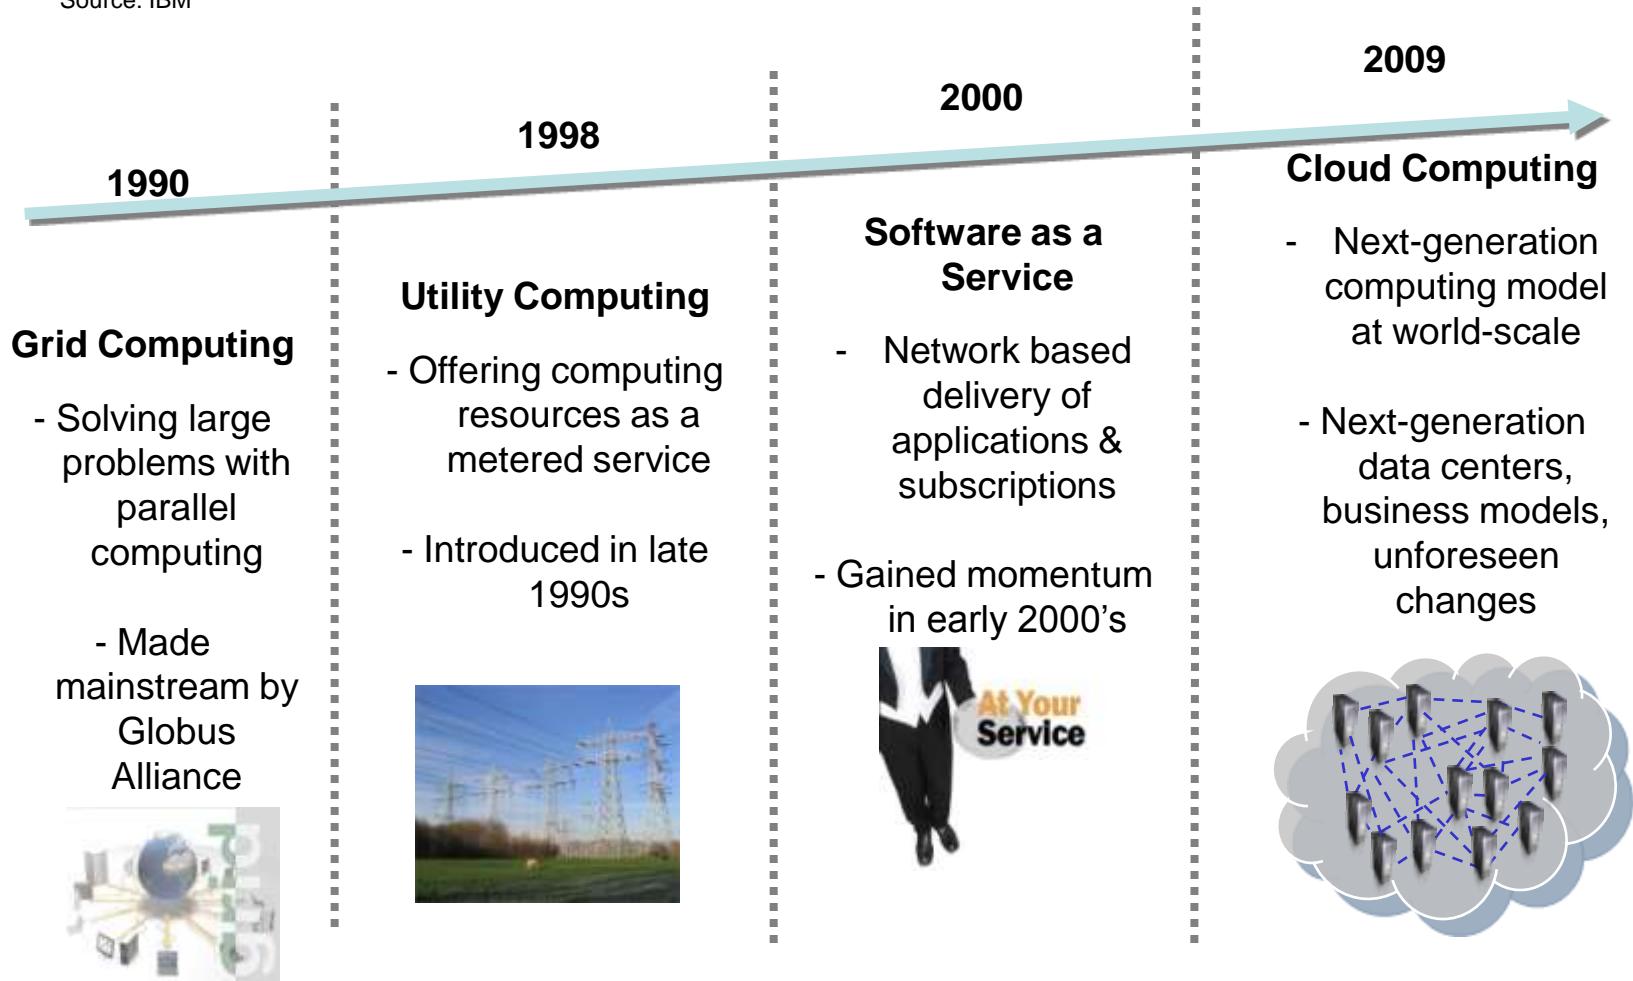 Source: IBM
1990
Grid Computing
- Solving large
problems with
parallel
computing
- Made
mainstream by
Globus
Alliance
grid
1998
Utility Computing
- Offering computing
resources as a
metered service
- Introduced in late
1990s
2000
Software as a
Service
- Network based
delivery of
applications &
subscriptions
- Gained momentum
in early 2000’s
At Your
Service
2009
Cloud Computing
- Next-generation
computing model
at world-scale
- Next-generation
data centers,
business models,
unforeseen
changes